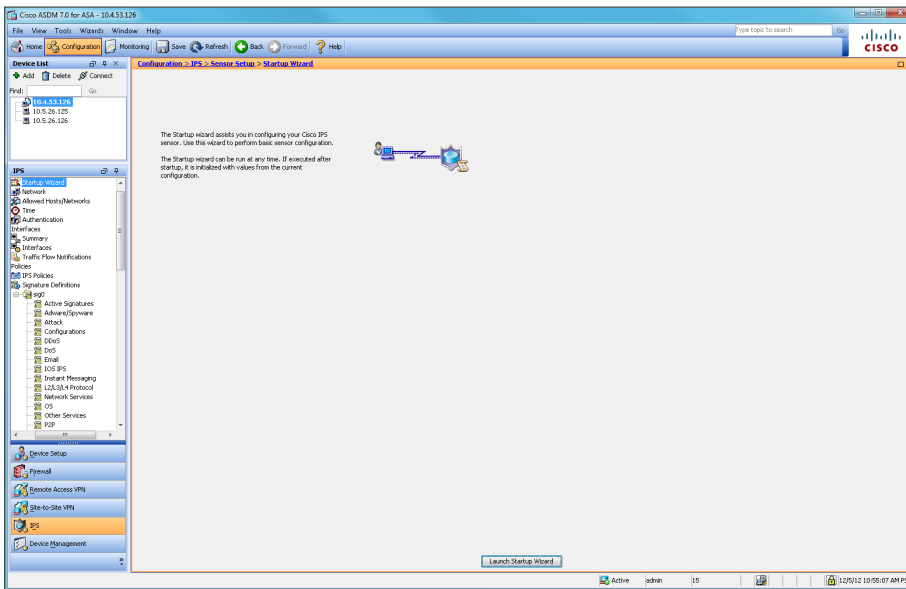 Cisco ASDM 7.0 for ASA - 10.4.53.126
File View Tools Wizards Window Help
Type topic to search
Go
Home Configuration Monitoring Save Refresh Back Forward Help
CISCO
Device List
Configuration > IPS > Sensor Setup > Startup Wizard
Add Delete Connect
Find:
Go
10.4.53.126
10.5.26.125
10.5.26.126
The Startup wizard assists you in configuring your Cisco IPS
sensor. Use this wizard to perform basic sensor configuration.
The Startup wizard can be run at any time. If executed after
startup, it is initialized with values from the current
configuration.
IPS
Startup Wizard
Network
Allowed Hosts/Networks
Time
Authentication
Interfaces
Summary
Interfaces
Traffic Flow Notifications
Policies
IPS Policies
Signature Definitions
sig0
Active Signatures
Adware/Spyware
Attack
Configurations
DDoS
DoS
Email
IOS IPS
Instant Messaging
L2/L3/L4 Protocol
Network Services
OS
Other Services
P2P
Device Setup
Firewall
Remote Access VPN
Site-to-Site VPN
IPS
Device Management
Launch Startup Wizard
Active admin 15 12/5/12 10:55:07 AM PS